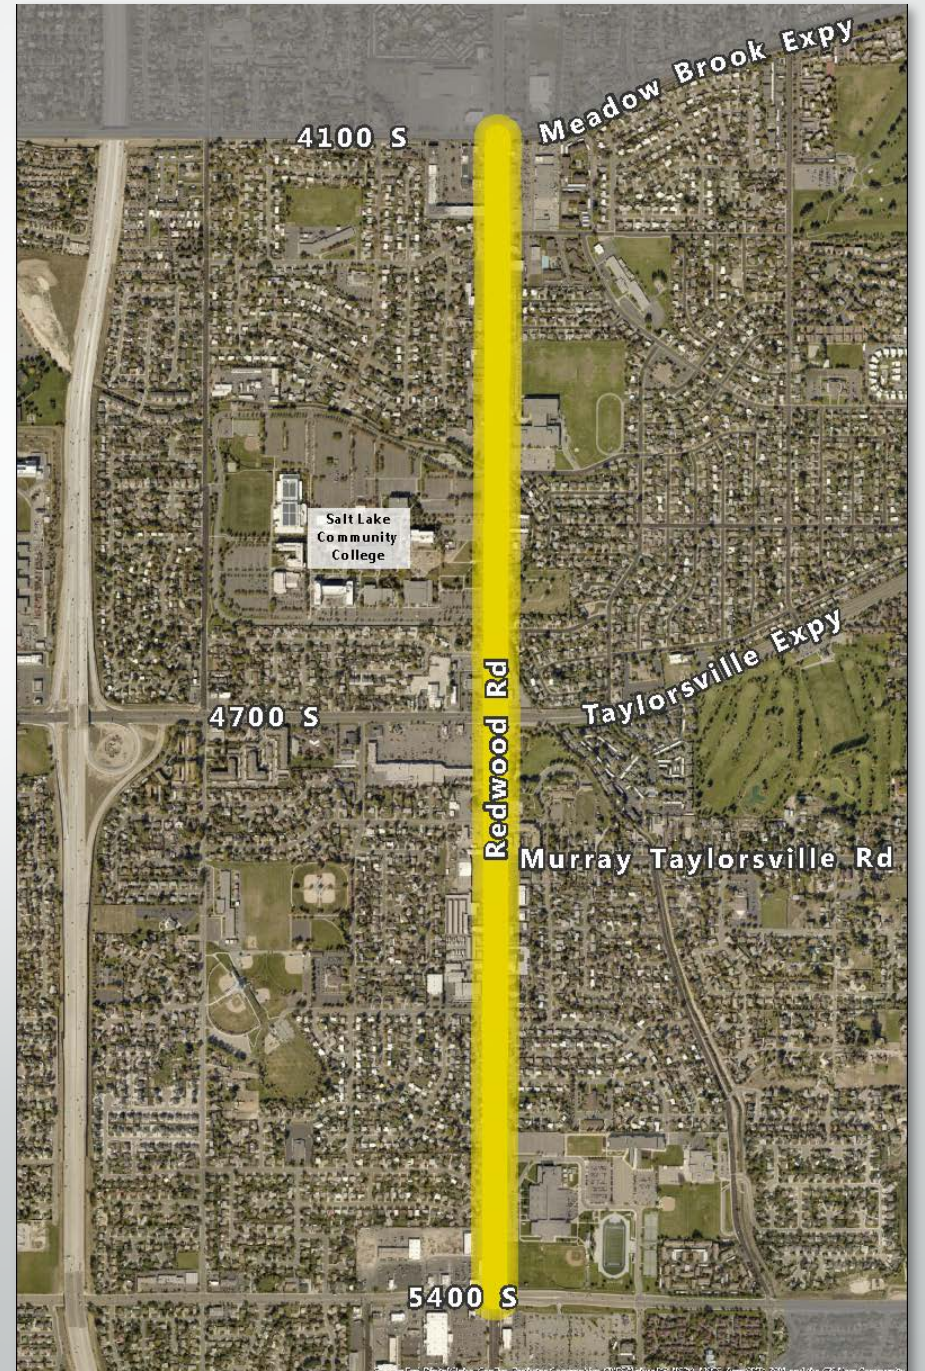 Meadow Brook Expy
4100 S
Salt Lake
Community
College
Taylorsville Expy
4700 S
Redwood Rd
Murray Taylorsville Rd
5400 S